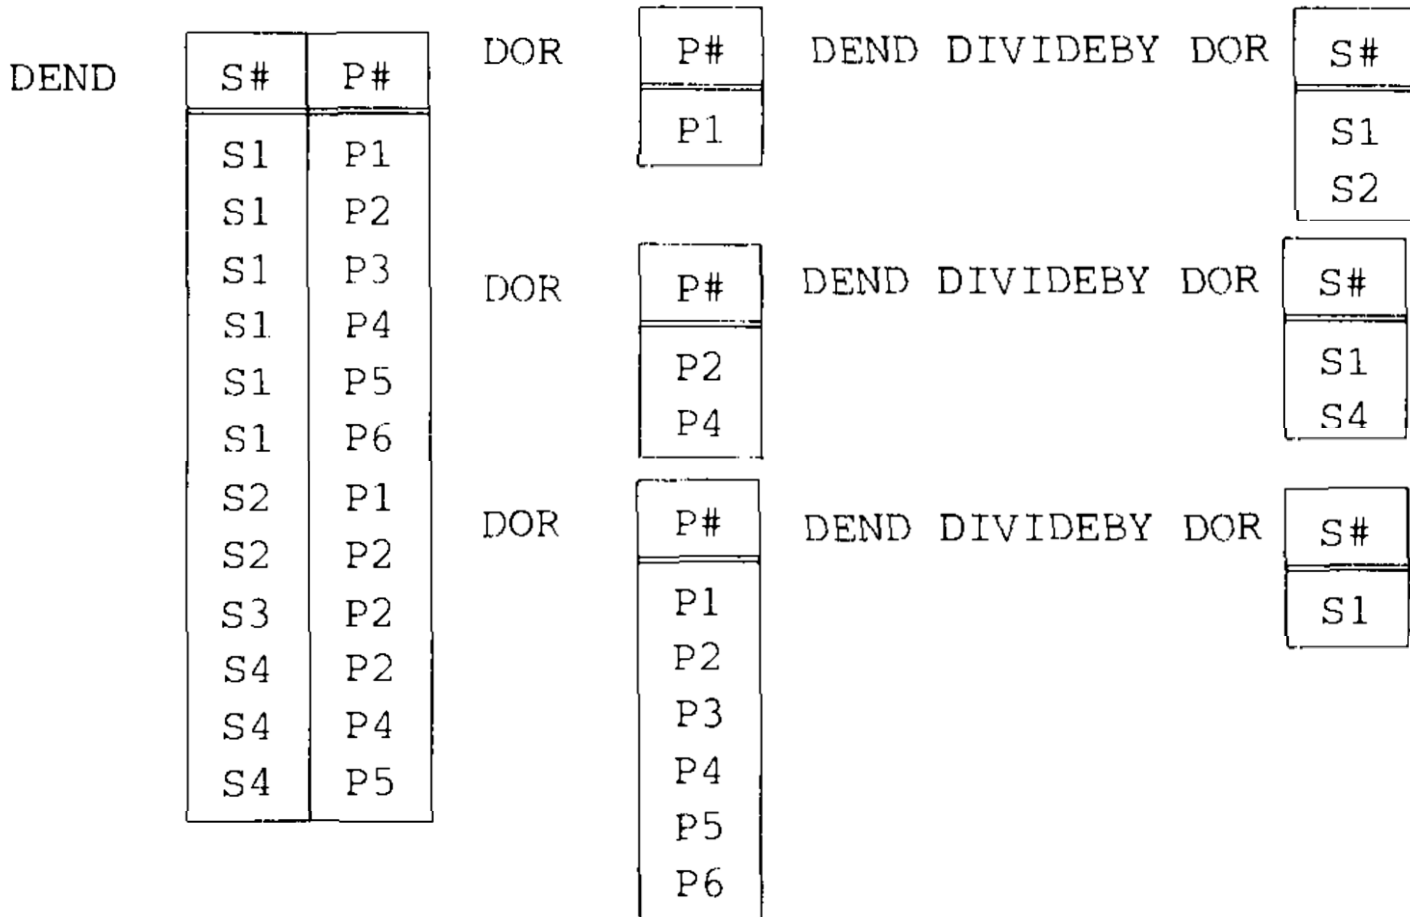 DEND
S# P#
S1 P1
S1 P2
S1 P3
S1 P4
S1 P5
S1 P6
S2 P1
S2 P2
S3 P2
S4 P2
S4 P4
S4 P5
DOR
P#
P1
DEND DIVIDEBY DOR
S#
S1
S2
DOR
P#
P2
P4
DEND DIVIDEBY DOR
S#
S1
S4
DOR
P#
P1
P2
P3
P4
P5
P6
DEND DIVIDEBY DOR
S#
S1